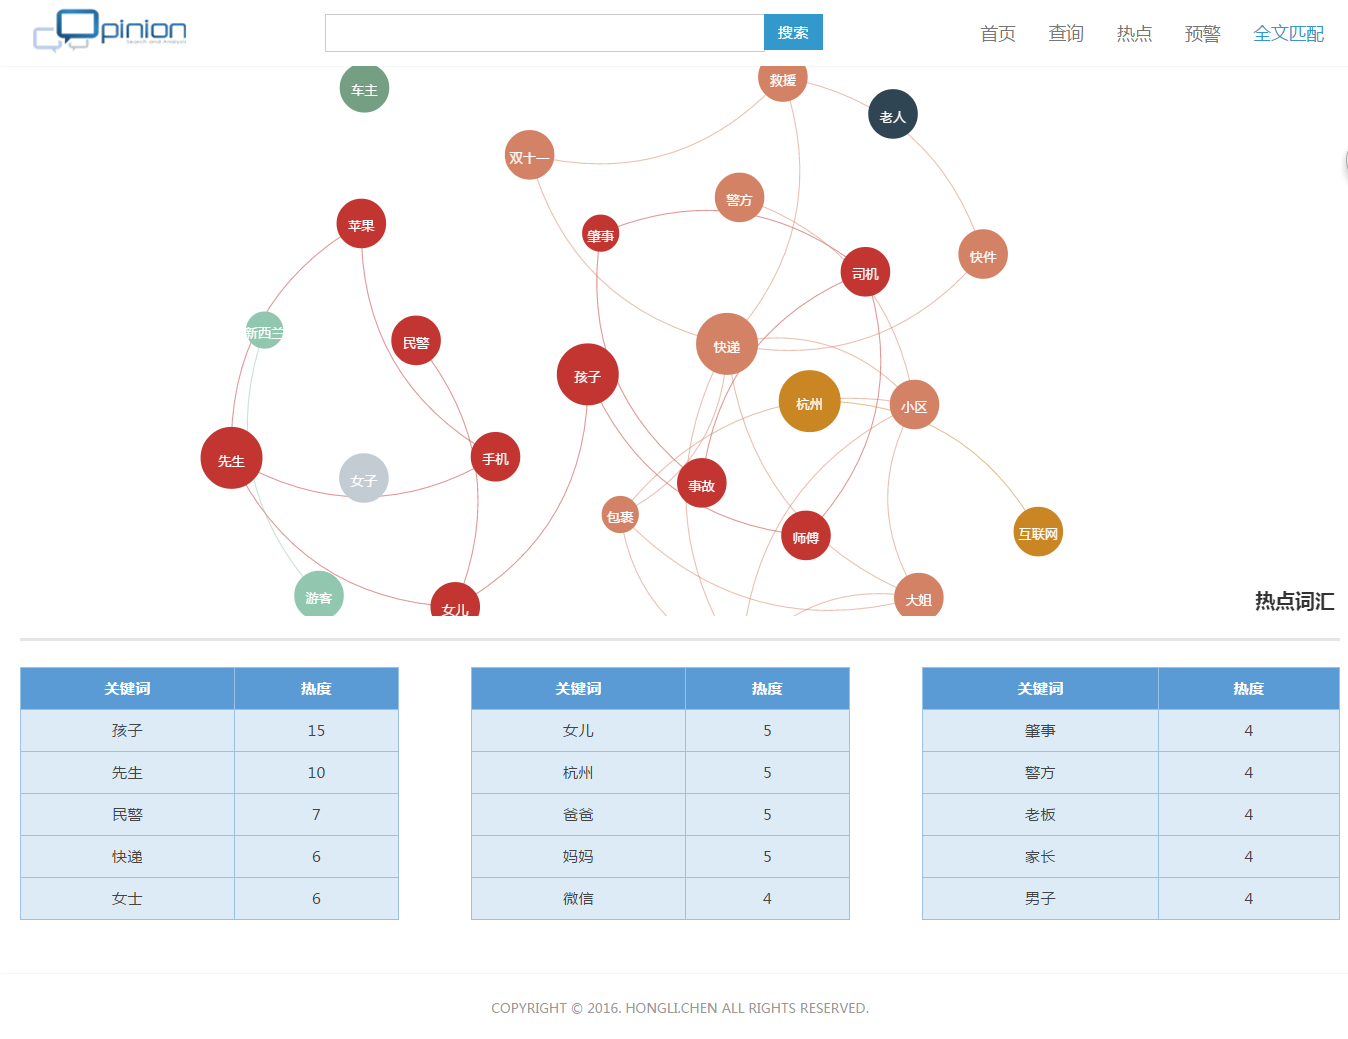 Opinion
Search and Analysis
搜索
首页 查询 热点 预警 全文匹配
车主
救援
老人
双十一
警方
苹果
肇事
快件
司机
新西兰
民警
快递
孩子
杭州
小区
先生
手机
女子
事故
包裹
师傅
互联网
游客
大姐
女儿
热点词汇
关键词 热度
孩子 15
先生 10
民警 7
快递 6
女士 6
关键词 热度
女儿 5
杭州 5
爸爸 5
妈妈 5
微信 4
关键词 热度
肇事 4
警方 4
老板 4
家长 4
男子 4
COPYRIGHT © 2016. HONGLI.CHEN ALL RIGHTS RESERVED.